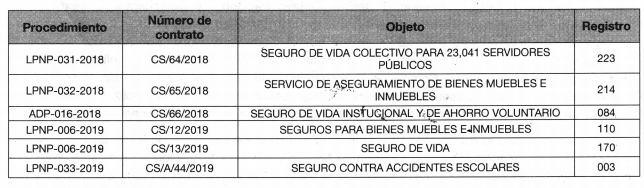 Procedimiento Número de contrato Objeto Registro
LPNP-031-2018 CS/64/2018 SEGURO DE VIDA COLECTIVO PARA 23,041 SERVIDORES PÚBLICOS 223
LPNP-032-2018 CS/65/2018 SERVICIO DE ASEGURAMIENTO DE BIENES MUEBLES E INMUEBLES 214
ADP-016-2018 CS/66/2018 SEGURO DE VIDA INSTUCIONAL Y DE AHORRO VOLUNTARIO 084
LPNP-006-2019 CS/12/2019 SEGUROS PARA BIENES MUEBLES E INMUEBLES 110
LPNP-006-2019 CS/13/2019 SEGURO DE VIDA 170
LPNP-033-2019 CS/A/44/2019 SEGURO CONTRA ACCIDENTES ESCOLARES 003